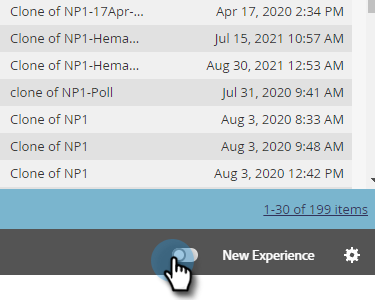 Clone of NP1-17Apr-... Apr 17, 2020 2:34 PM
Clone of NP1-Hema... Jul 15, 2021 10:57 AM
Clone of NP1-Hema... Aug 30, 2021 12:53 AM
clone of NP1-Poll Jul 31, 2020 9:41 AM
Clone of NP1 Aug 3, 2020 8:33 AM
Clone of NP1 Aug 3, 2020 9:48 AM
Clone of NP1 Aug 3, 2020 12:42 PM
1-30 of 199 items
New Experience